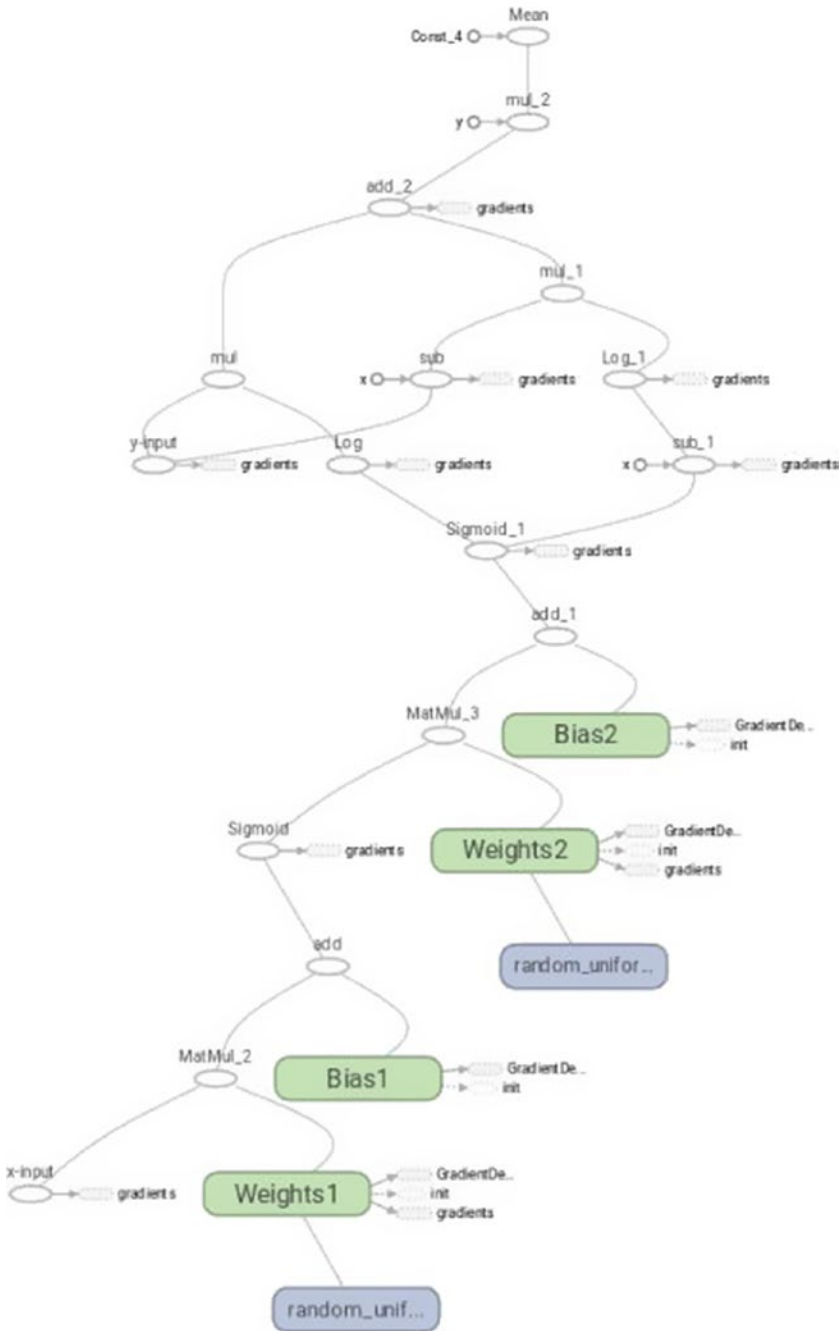 Mean
Const_4
mul_2
y
add_2
gradients
mul_1
mul
x
sub
gradients
Log_1
gradients
y-input
gradients
Log
gradients
x
sub_1
gradients
Sigmoid_1
gradients
add_1
MatMul_3
Bias2
GradientDe...
init
Sigmoid
gradients
Weights2
GradientDe...
init
gradients
add
random_unifor...
MatMul_2
Bias1
GradientDe...
init
x-input
gradients
Weights1
GradientDe...
init
gradients
random_unif...